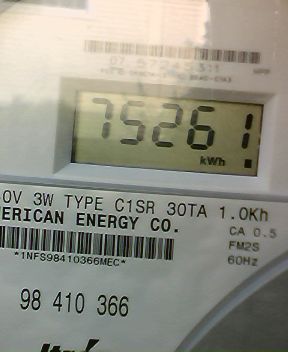 75261
kWh
0V 3W TYPE C1SR 30TA 1.0Kh
ERICAN ENERGY CO.
CA 0.5
FM2S
60Hz
*1NFS98410366MEC*
98 410 366